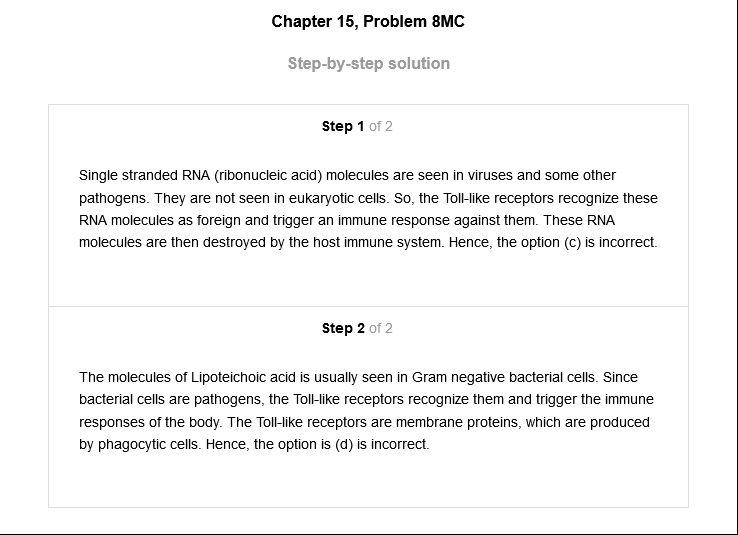 Chapter 15, Problem 8MC
Step-by-step solution
Step 1 of 2
Single stranded RNA (ribonucleic acid) molecules are seen in viruses and some other
pathogens. They are not seen in eukaryotic cells. So, the Toll-like receptors recognize these
RNA molecules as foreign and trigger an immune response against them. These RNA
molecules are then destroyed by the host immune system. Hence, the option (c) is incorrect.
Step 2 of 2
The molecules of Lipoteichoic acid is usually seen in Gram negative bacterial cells. Since
bacterial cells are pathogens, the Toll-like receptors recognize them and trigger the immune
responses of the body. The Toll-like receptors are membrane proteins, which are produced
by phagocytic cells. Hence, the option is (d) is incorrect.